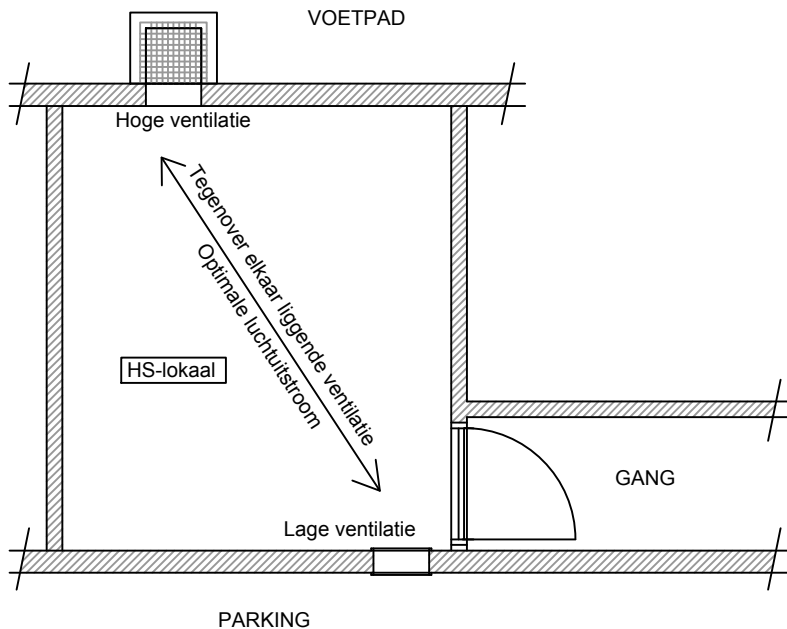 VOETPAD
Hoge ventilatie
Tegenover elkaar liggende ventilatie
Optimale luchtuitstroom
HS-lokaal
GANG
Lage ventilatie
PARKING